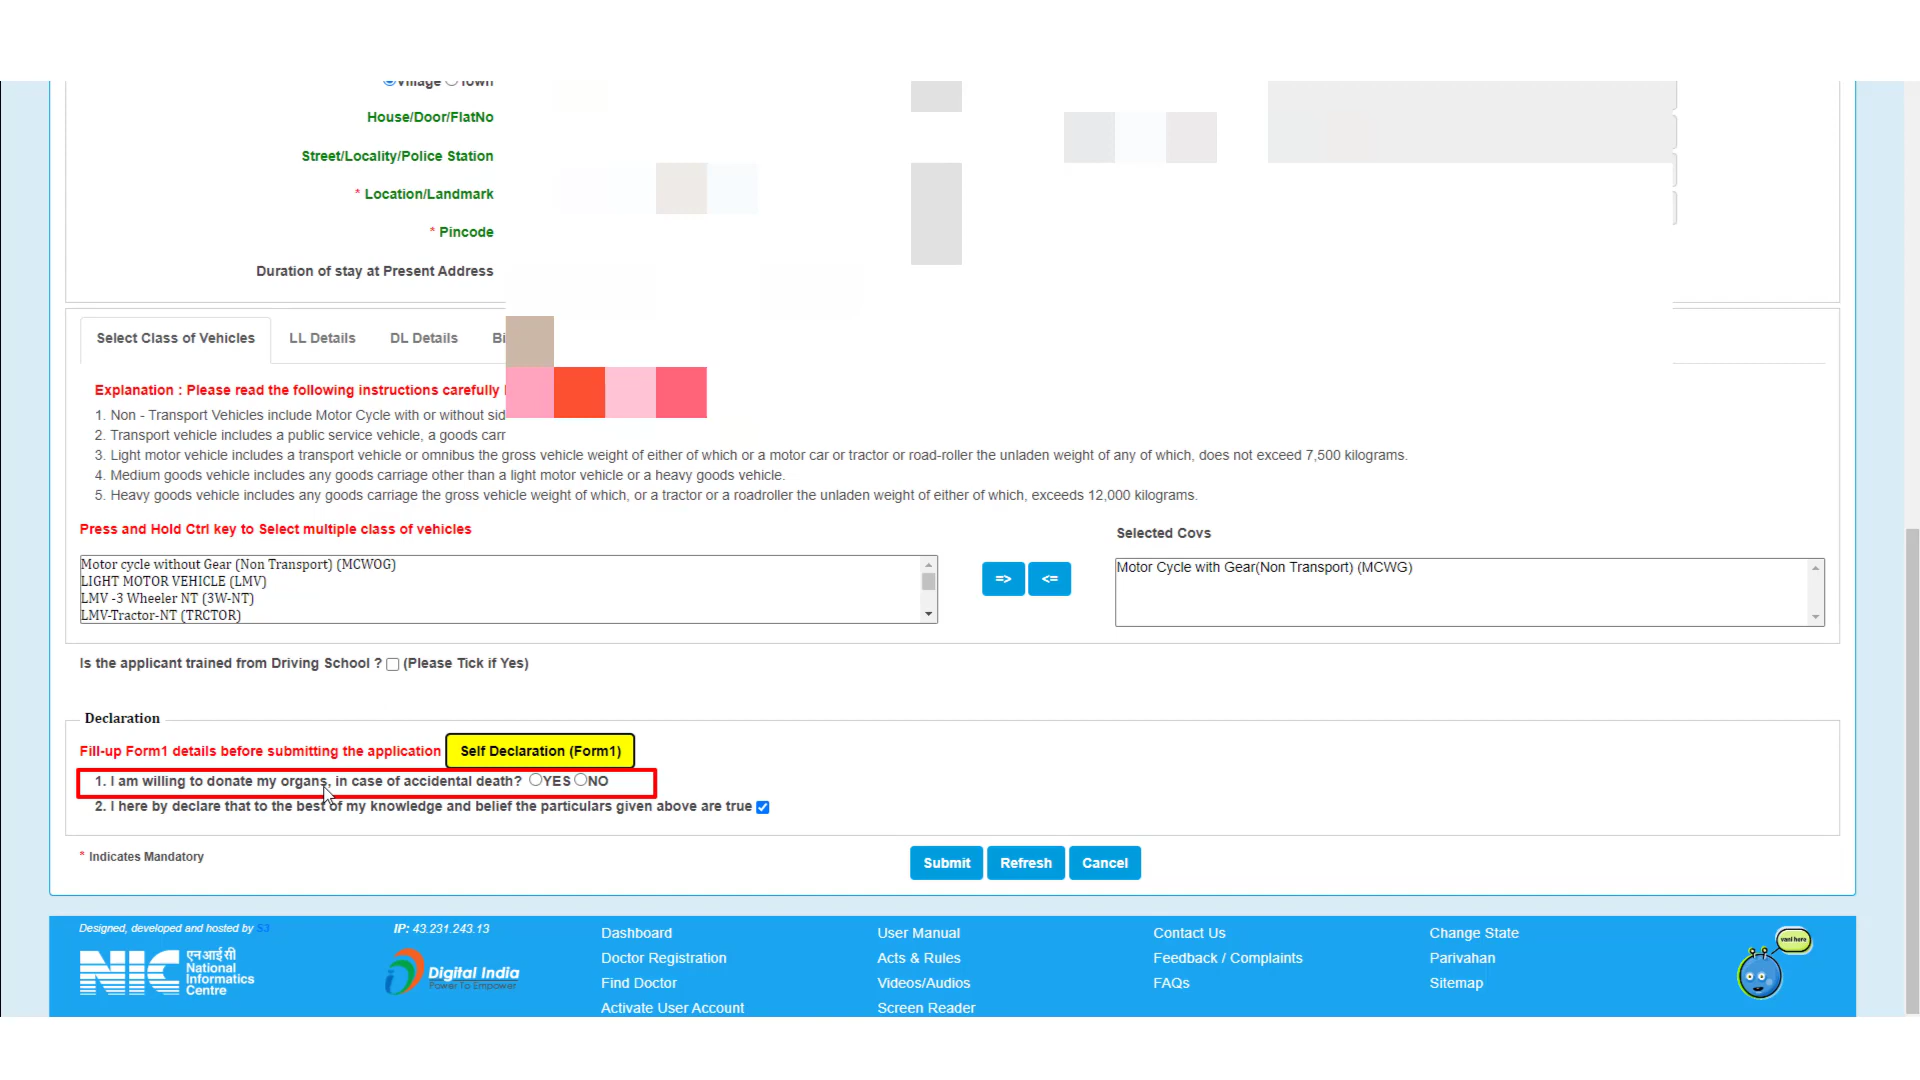 Village Town
House/Door/FlatNo
Street/Locality/Police Station
* Location/Landmark
* Pincode
Duration of stay at Present Address
Select Class of Vehicles LL Details DL Details
Explanation : Please read the following instructions carefully
1. Non - Transport Vehicles include Motor Cycle with or without
2. Transport vehicle includes a public service vehicle, a goods
3. Light motor vehicle includes a transport vehicle or omnibus the gross vehicle weight of either of which or a motor car or tractor or road-roller the unladen weight of any of which, does not exceed 7,500 kilograms.
4. Medium goods vehicle includes any goods carriage other than a light motor vehicle or a heavy goods vehicle.
5. Heavy goods vehicle includes any goods carriage the gross vehicle weight of which, or a tractor or a roadroller the unladen weight of either of which, exceeds 12,000 kilograms.
Press and Hold Ctrl key to Select multiple class of vehicles
Selected Covs
Motor cycle without Gear (Non Transport) (MCWOG)
LIGHT MOTOR VEHICLE (LMV)
LMV -3 Wheeler NT (3W-NT)
LMV-Tractor-NT (TRCTOR)
=> <=
Motor Cycle with Gear(Non Transport) (MCWG)
Is the applicant trained from Driving School ? (Please Tick if Yes)
Declaration
Fill-up Form1 details before submitting the application Self Declaration (Form1)
1. I am willing to donate my organs, in case of accidental death? YES NO
2. I here by declare that to the best of my knowledge and belief the particulars given above are true
* Indicates Mandatory
Submit Refresh Cancel
Designed, developed and hosted by S3
IP: 43.231.243.13
NIC एन आई सी
National
Informatics
Centre
Digital India
Power To Empower
Dashboard
Doctor Registration
Find Doctor
Activate User Account
User Manual
Acts & Rules
Videos/Audios
Screen Reader
Contact Us
Feedback / Complaints
FAQs
Change State
Parivahan
Sitemap
vani here